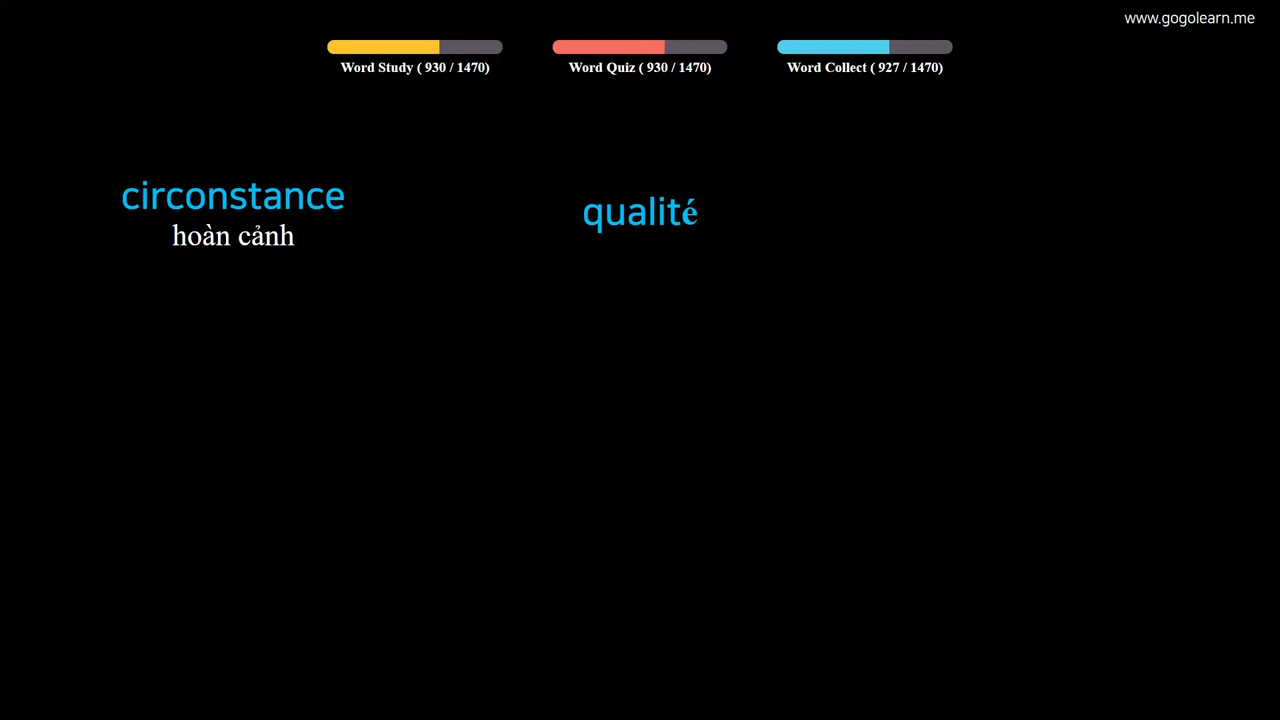 www.gogolearn.me
Word Study ( 930 / 1470)
Word Quiz ( 930 / 1470)
Word Collect ( 927 / 1470)
circonstance
hoàn cảnh
qualité